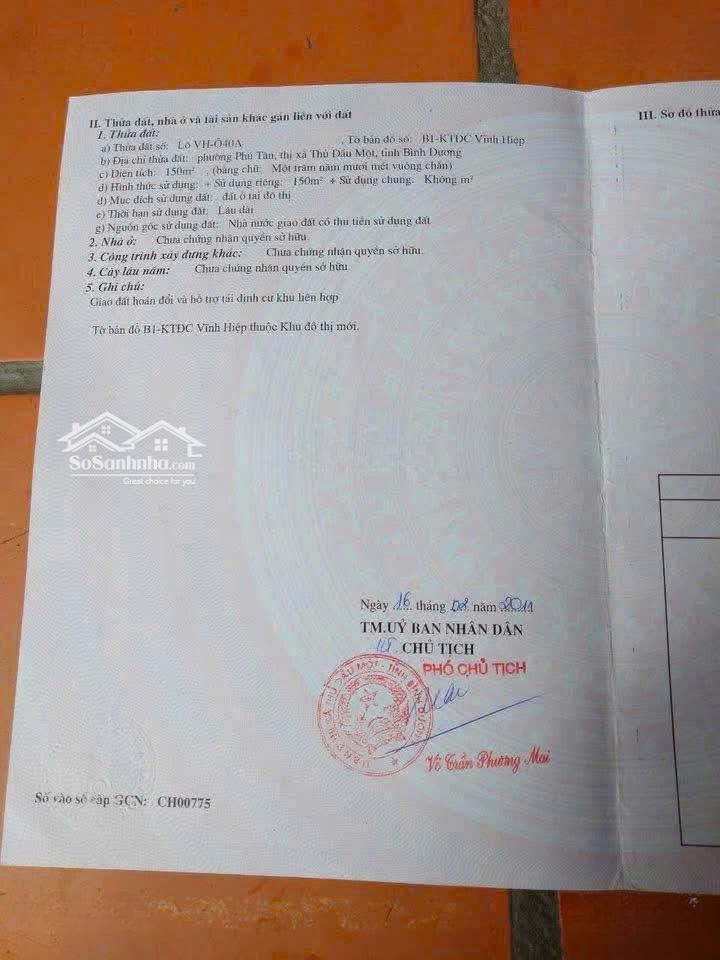 II. Thửa đất, nhà ở và tài sản khác gắn liền với đất
III. Sơ đồ thửa
1. Thửa đất:
a) Thửa đất số: Lô VH-Ô40A , Tờ bản đồ số: B1-KTĐC Vĩnh Hiệp
b) Địa chỉ thửa đất: phường Phú Tân, thị xã Thủ Dầu Một, tỉnh Bình Dương
c) Diện tích: 150m² , (bằng chữ: Một trăm năm mươi mét vuông chẵn)
d) Hình thức sử dụng: + Sử dụng riêng: 150m² + Sử dụng chung: Không m²
đ) Mục đích sử dụng đất: đất ở tại đô thị
e) Thời hạn sử dụng đất: Lâu dài
g) Nguồn gốc sử dụng đất: Nhà nước giao đất có thu tiền sử dụng đất
2. Nhà ở: Chưa chứng nhận quyền sở hữu.
3. Công trình xây dựng khác: Chưa chứng nhận quyền sở hữu.
4. Cây lâu năm: Chưa chứng nhận quyền sở hữu.
5. Ghi chú:
Giao đất hoán đổi và hỗ trợ tái định cư khu liên hợp
Tờ bản đồ B1-KTĐC Vĩnh Hiệp thuộc Khu đô thị mới.
SoSanhnha.com
Great choice for you
Ngày 16 tháng 08 năm 2011
TM.UỶ BAN NHÂN DÂN
KT. CHỦ TỊCH
PHÓ CHỦ TỊCH
U.B.N.D THỊ XÃ THỦ DẦU MỘT - TỈNH BÌNH DƯƠNG
Võ Trần Phương Mai
Số vào sổ cấp GCN: CH00775